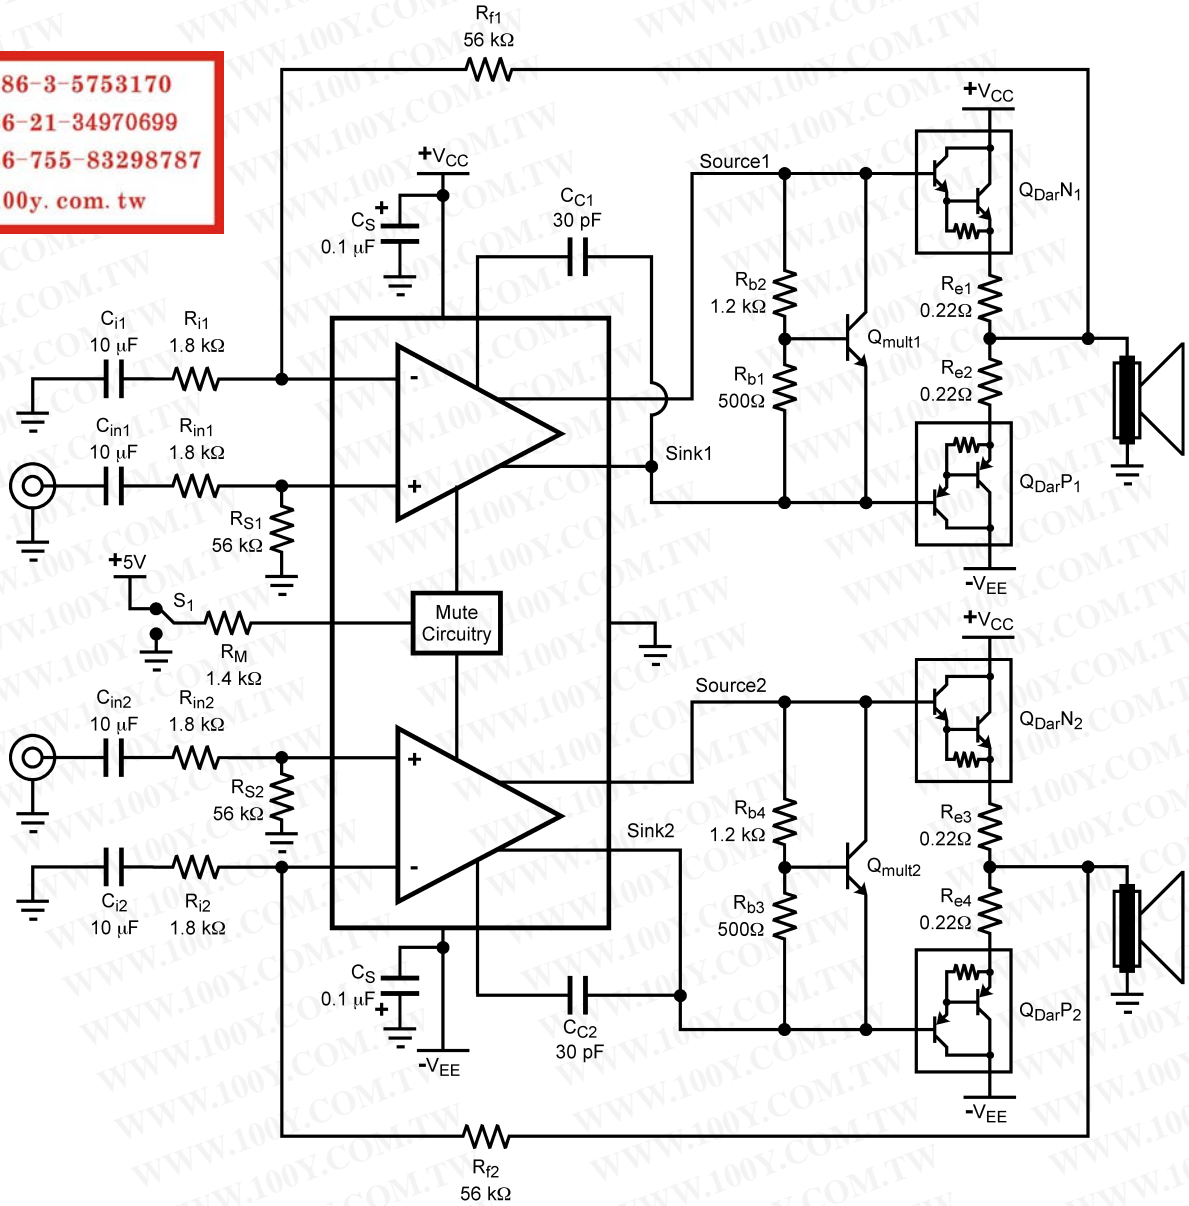 Rf1
56 kΩ
86-3-5753170
6-21-34970699
6-755-83298787
00y. com. tw
+VCC
+VCC
Source1
CC1
30 pF
QDarN1
+
CS
0.1 µF
Rb2
1.2 kΩ
Re1
0.22Ω
Ci1
10 µF
Ri1
1.8 kΩ
Qmult1
-
Rb1
500Ω
Re2
0.22Ω
Cin1
10 µF
Rin1
1.8 kΩ
Sink1
+
QDarP1
RS1
56 kΩ
+5V
S1
-VEE
Mute
Circuitry
RM
1.4 kΩ
+VCC
Source2
Cin2
10 µF
Rin2
1.8 kΩ
QDarN2
+
RS2
56 kΩ
Sink2
Rb4
1.2 kΩ
Re3
0.22Ω
-
Qmult2
Ci2
10 µF
Ri2
1.8 kΩ
Rb3
500Ω
Re4
0.22Ω
CS
0.1 µF
+
QDarP2
CC2
30 pF
-VEE
-VEE
Rf2
56 kΩ
WWW.100Y.COM.TW